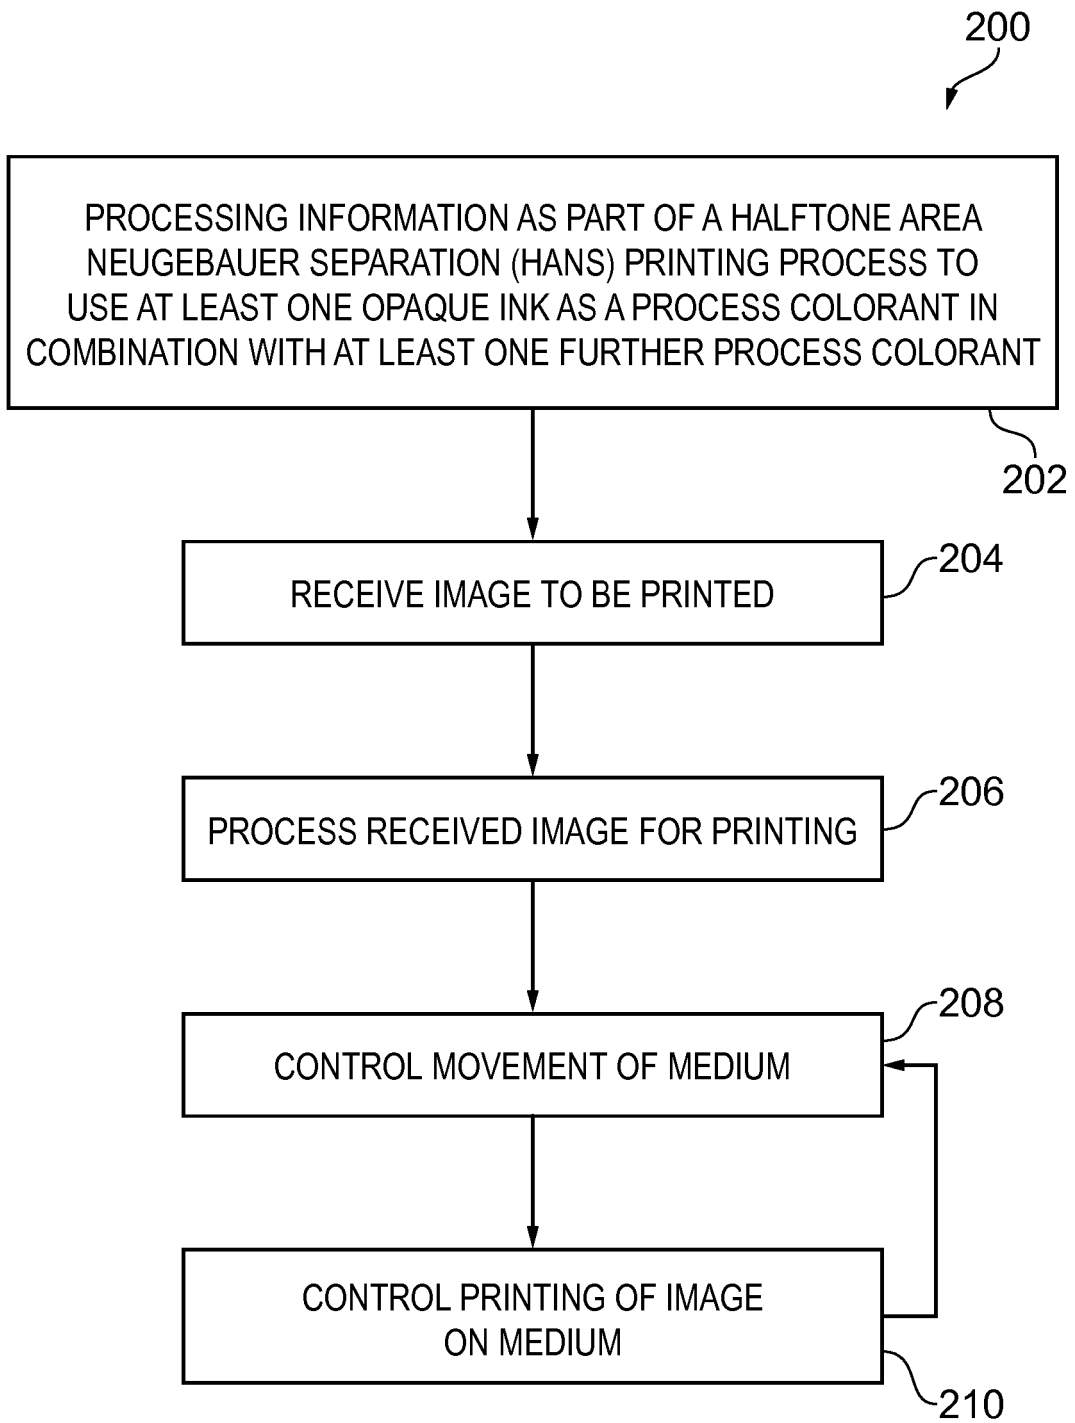 200
PROCESSING INFORMATION AS PART OF A HALFTONE AREA
NEUGEBAUER SEPARATION (HANS) PRINTING PROCESS TO
USE AT LEAST ONE OPAQUE INK AS A PROCESS COLORANT IN
COMBINATION WITH AT LEAST ONE FURTHER PROCESS COLORANT
202
204
RECEIVE IMAGE TO BE PRINTED
206
PROCESS RECEIVED IMAGE FOR PRINTING
208
CONTROL MOVEMENT OF MEDIUM
CONTROL PRINTING OF IMAGE
ON MEDIUM
210